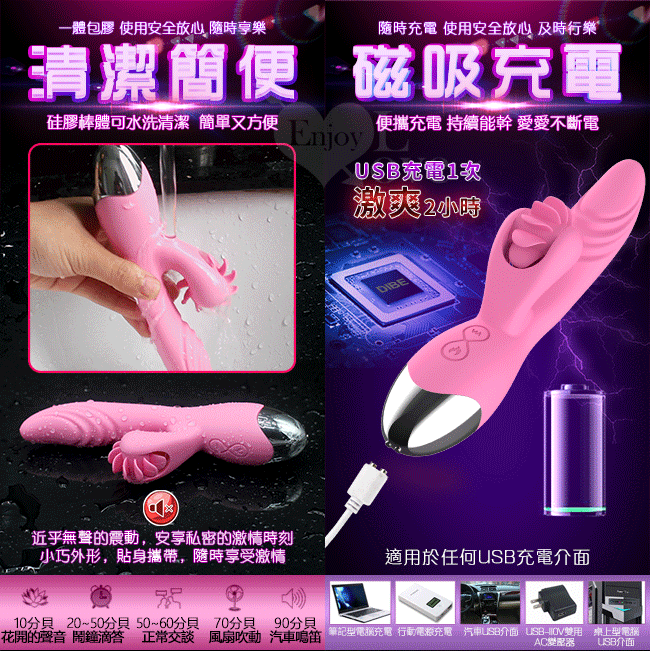 一體包膠 使用安全放心 隨時享樂
清潔簡便
硅膠棒體可水洗清潔 簡單又方便
近乎無聲的震動，安享私密的激情時刻
小巧外形，貼身攜帶，隨時享受激情
10分貝
花開的聲音
20~50分貝
鬧鐘滴答
50~60分貝
正常交談
70分貝
風扇吹動
90分貝
汽車鳴笛
Enjoy
隨時充電 使用安全放心 及時行樂
磁吸充電
便攜充電 持續能幹 愛愛不斷電
USB充電1次
激爽2小時
DIBE
適用於任何USB充電介面
筆記型電腦充電
行動電源充電
汽車USB介面
USB-110V雙用
AC變壓器
桌上型電腦
USB介面